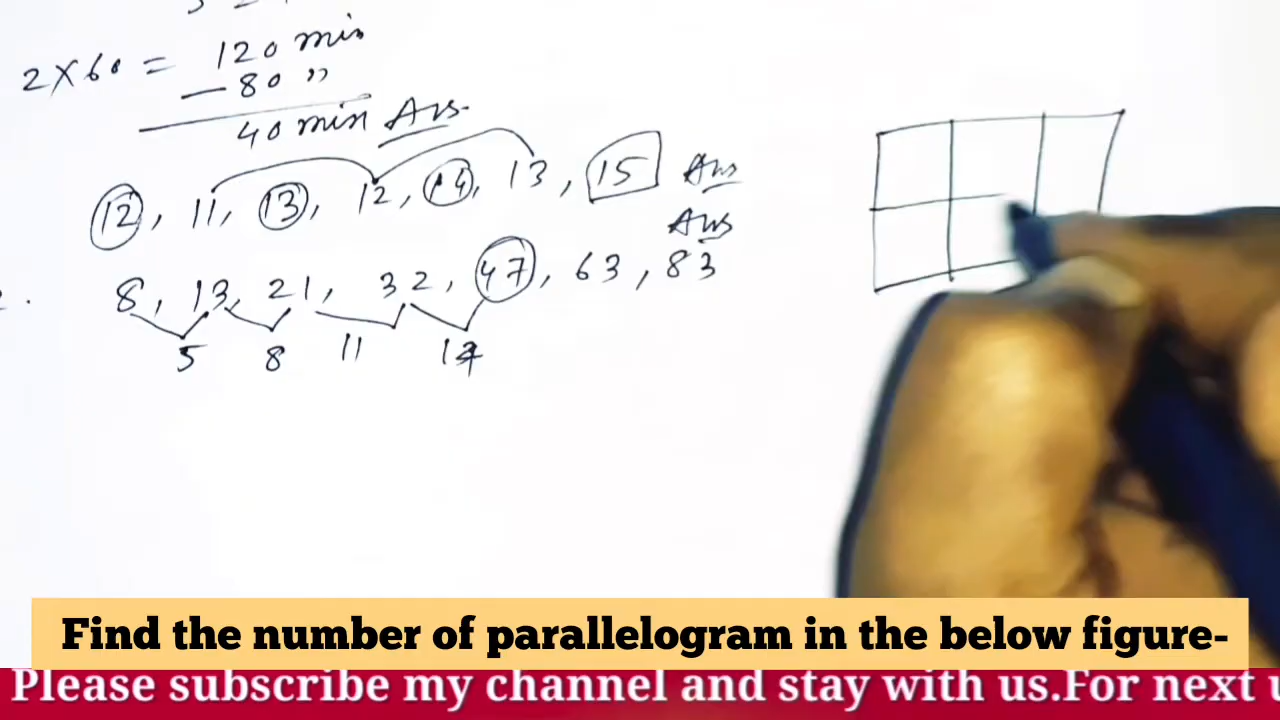 2×60 = 120 min
— 80 "
40 min Ans.
12, 11, 13, 12, 14, 13, 15 Ans
Ans
8, 13, 21, 32, 47, 63, 83
5 8 11
Find the number of parallelogram in the below figure-
Please subscribe my channel and stay with us.For next